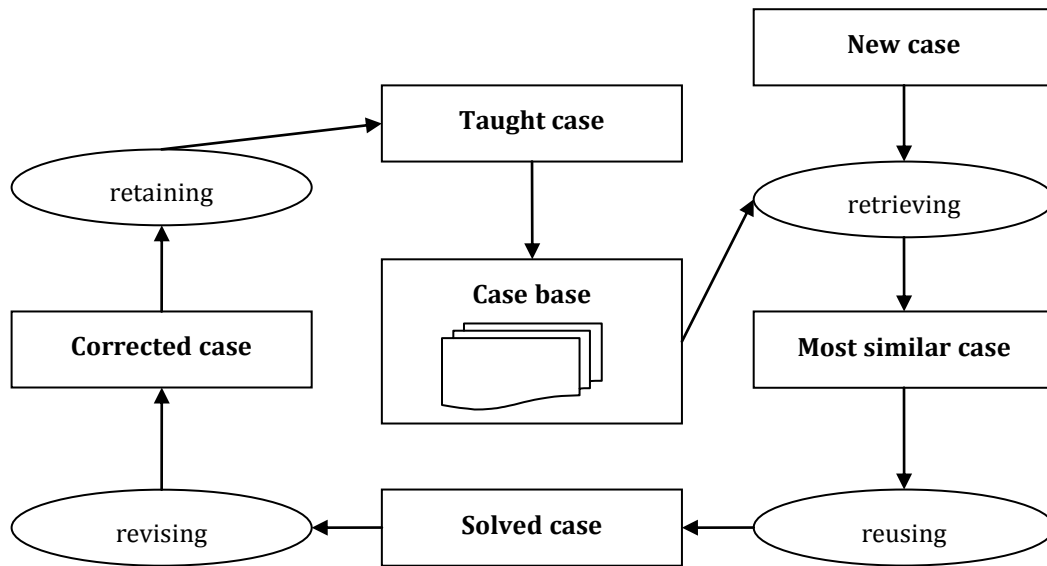 New case
Taught case
retaining
retrieving
Case base
Corrected case
Most similar case
revising
Solved case
reusing